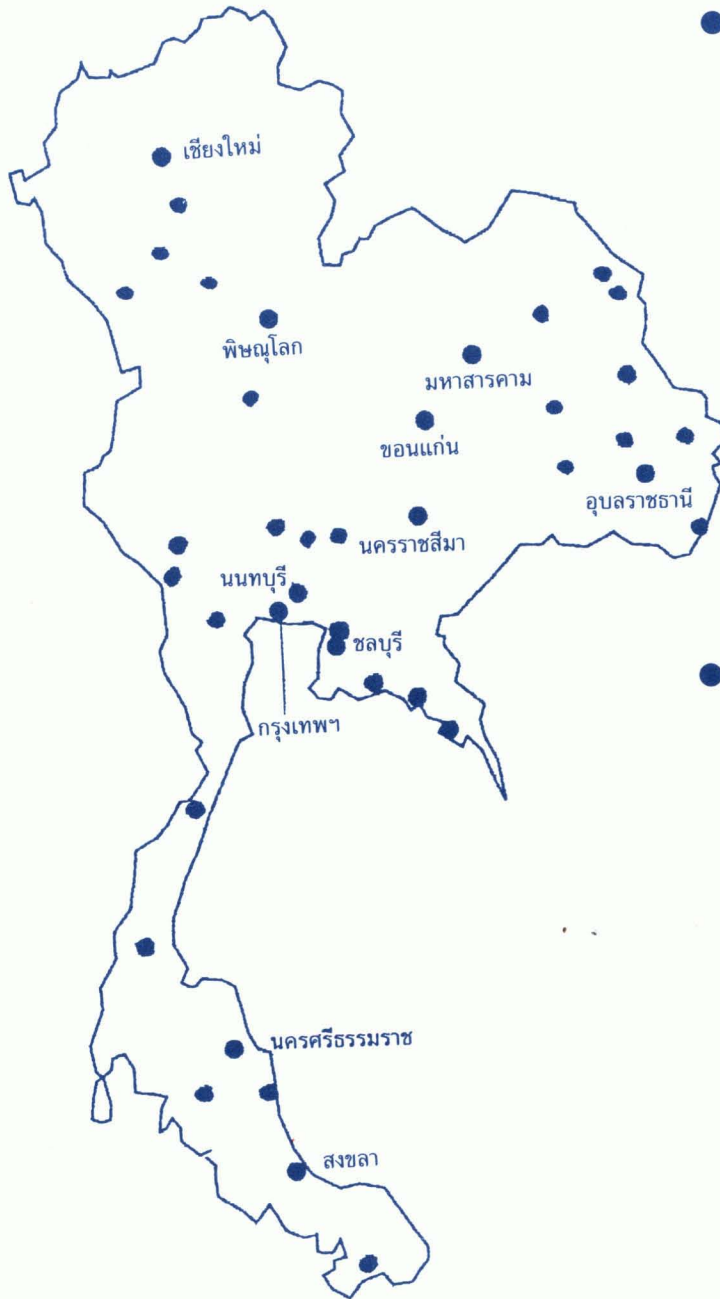 เชียงใหม่
พิษณุโลก
มหาสารคาม
ขอนแก่น
อุบลราชธานี
นครราชสีมา
นนทบุรี
ชลบุรี
กรุงเทพฯ
นครศรีธรรมราช
สงขลา